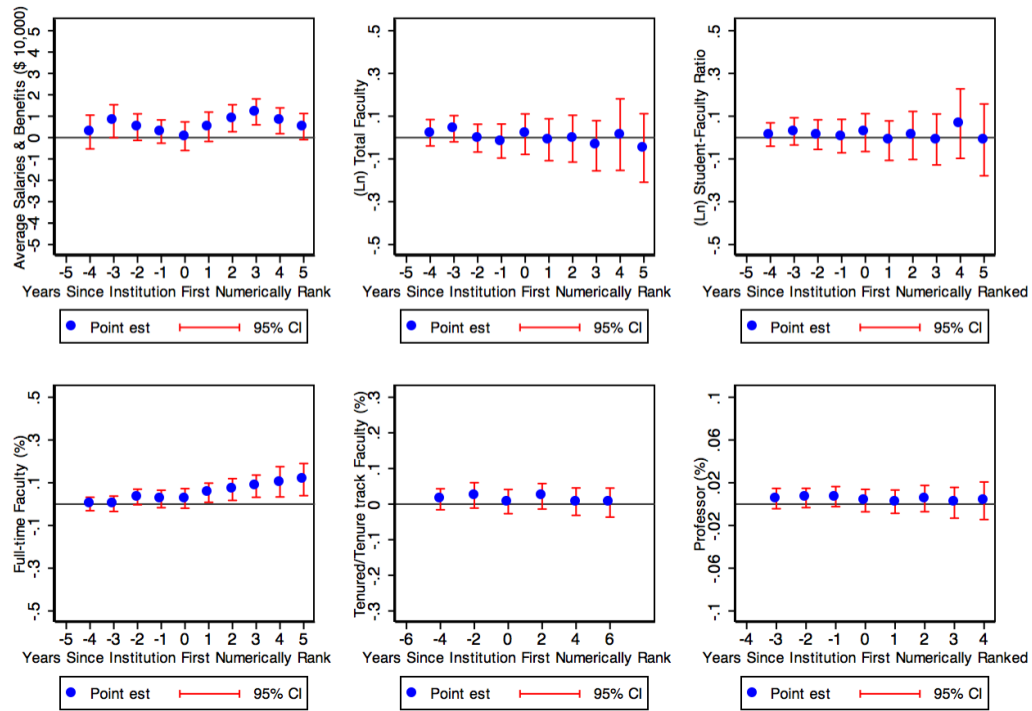 Average Salaries & Benefits ($ 10,000)
-5 -4 -3 -2 -1 0 1 2 3 4 5
-5 -4 -3 -2 -1 0 1 2 3 4 5
Years Since Institution First Numerically Rank
Point est 95% CI
(Ln) Total Faculty
-.5 -.3 -.1 .1 .3 .5
-5 -4 -3 -2 -1 0 1 2 3 4 5
Years Since Institution First Numerically Rank
Point est 95% CI
(Ln) Student-Faculty Ratio
-.5 -.3 -.1 .1 .3 .5
-5 -4 -3 -2 -1 0 1 2 3 4 5
Years Since Institution First Numerically Ranked
Point est 95% CI
Full-time Faculty (%)
-.5 -.3 -.1 .1 .3 .5
-5 -4 -3 -2 -1 0 1 2 3 4 5
Years Since Institution First Numerically Rank
Point est 95% CI
Tenured/Tenure track Faculty (%)
-.3 -.2 -.1 0 .1 .2 .3
-6 -4 -2 0 2 4 6
Years Since Institution First Numerically Rank
Point est 95% CI
Professor (%)
-.1 -.06 -.02 .02 .06 .1
-4 -3 -2 -1 0 1 2 3 4
Years Since Institution First Numerically Ranked
Point est 95% CI